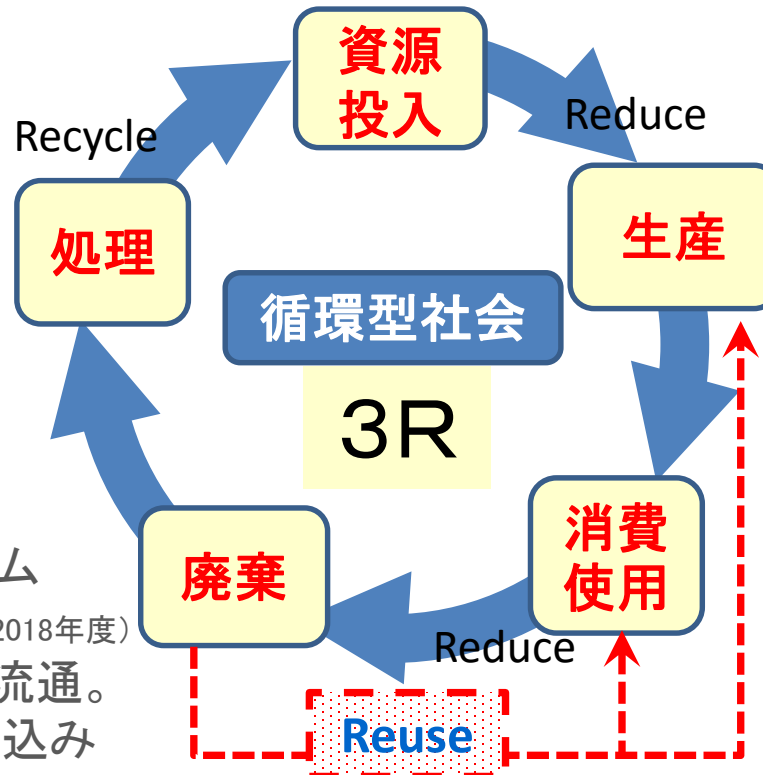 資源
投入
Reduce
Recycle
処理
生産
循環型社会
3R
消費
使用
廃棄
Reduce
Reuse
ム
2018年度）
流通。
込み